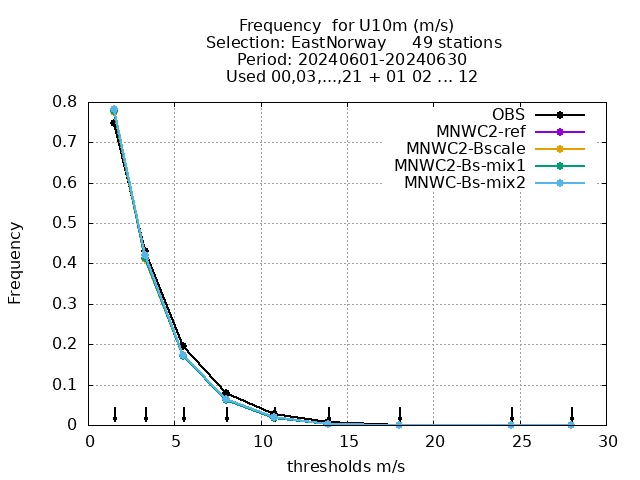 Frequency  for U10m (m/s)
Selection: EastNorway     49 stations
Period: 20240601-20240630
Used 00,03,...,21 + 01 02 ... 12
OBS
MNWC2-ref
MNWC2-Bscale
MNWC2-Bs-mix1
MNWC-Bs-mix2
Frequency
0.8
0.7
0.6
0.5
0.4
0.3
0.2
0.1
0
0 5 10 15 20 25 30
thresholds m/s